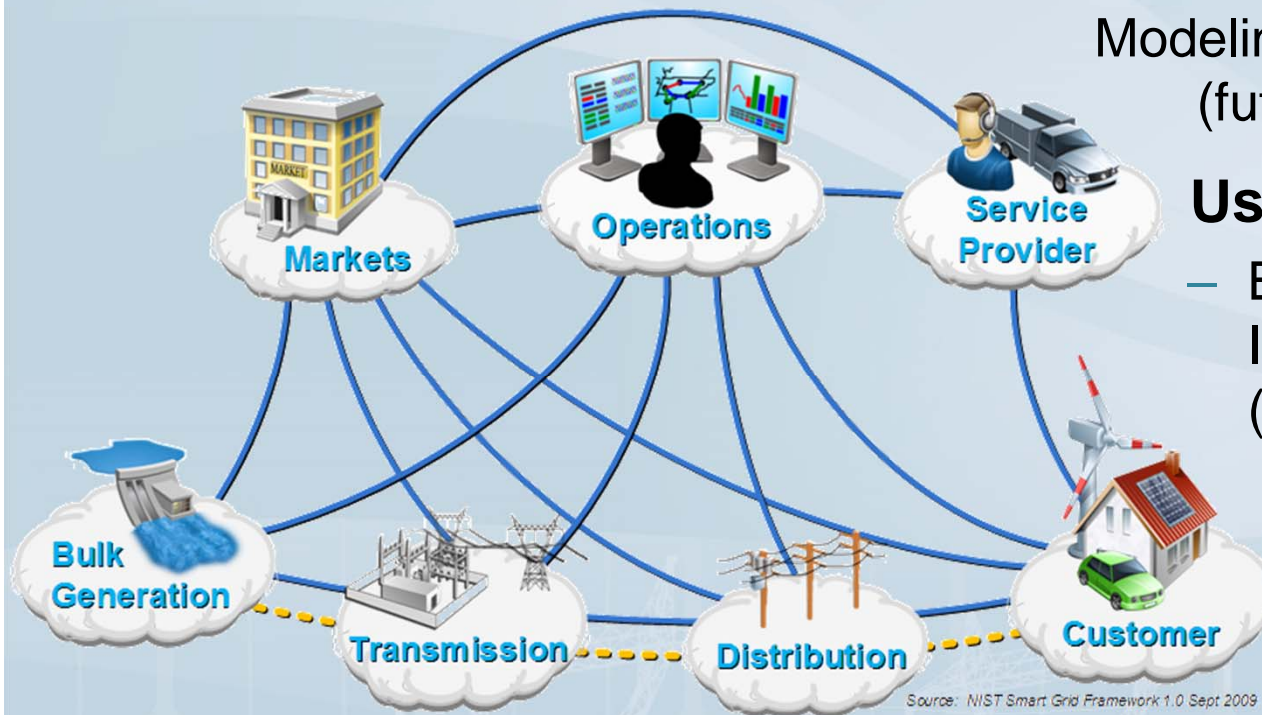 Modelin
(fut
Us
– E
I
(
MARKET
Markets
Operations
Service
Provider
Bulk
Generation
Transmission
Distribution
Customer
Source: NIST Smart Grid Framework 1.0 Sept 2009